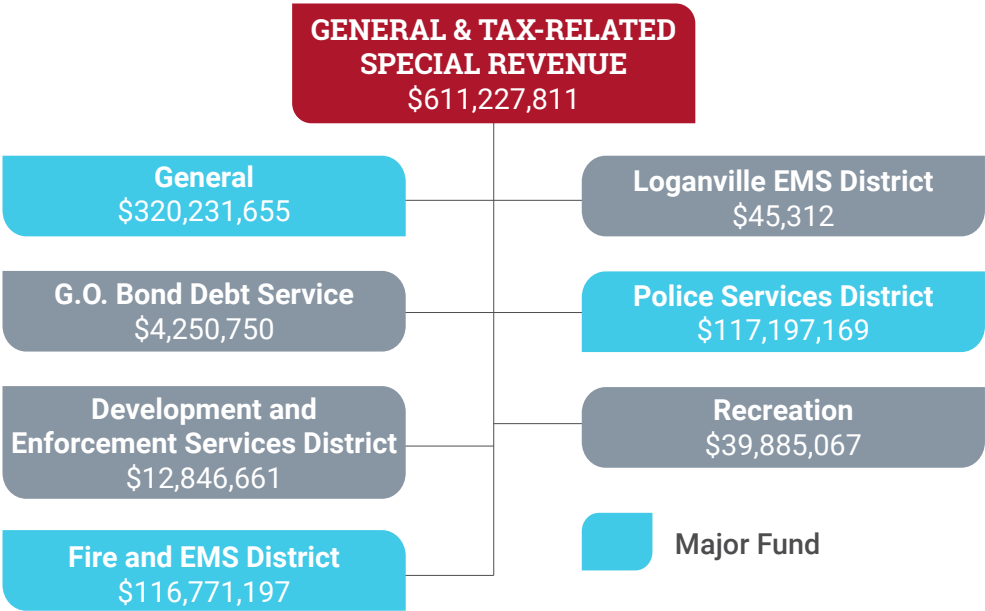 GENERAL & TAX-RELATED
SPECIAL REVENUE
$611,227,811
General
$320,231,655
G.O. Bond Debt Service
$4,250,750
Development and
Enforcement Services District
$12,846,661
Fire and EMS District
$116,771,197
Loganville EMS District
$45,312
Police Services District
$117,197,169
Recreation
$39,885,067
Major Fund